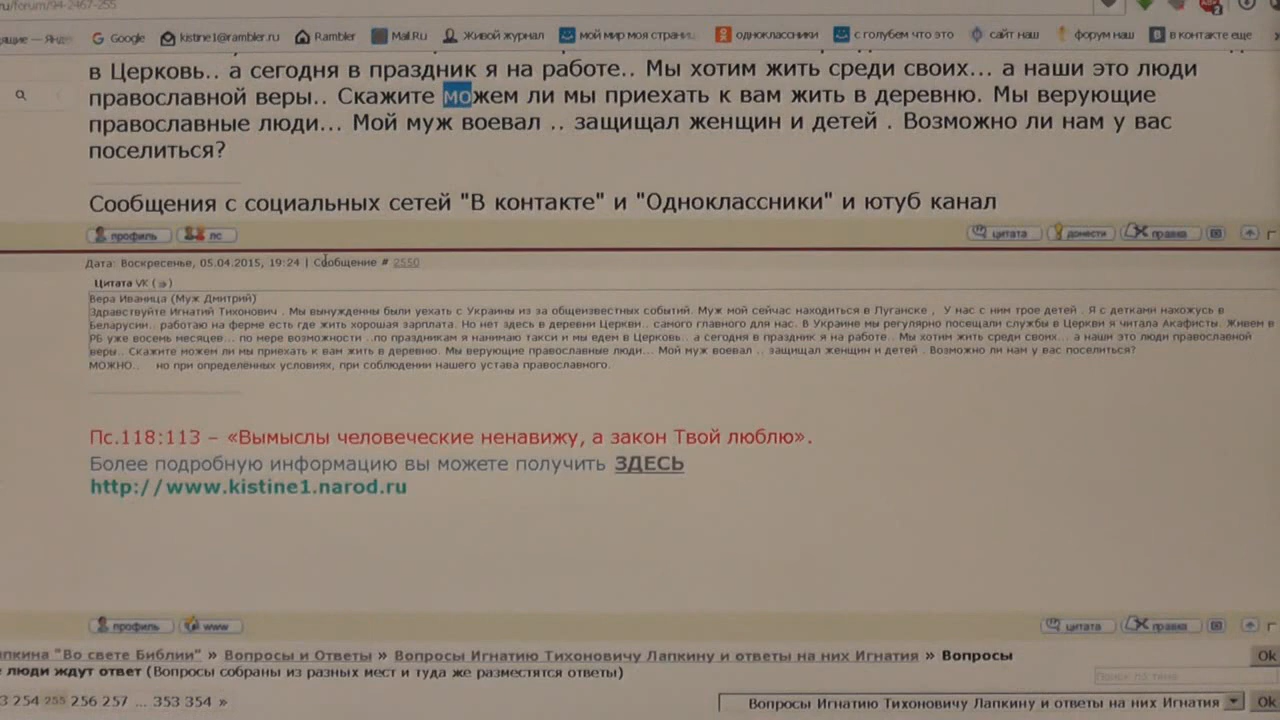 ru/forum/94-2467-255
Google kistine1@rambler.ru Rambler Mail.Ru Живой журнал мой мир моя страни... одноклассники с голубем что это сайт наш форум наш в контакте еще
в Церковь.. а сегодня в праздник я на работе.. Мы хотим жить среди своих... а наши это люди
православной веры.. Скажите можем ли мы приехать к вам жить в деревню. Мы верующие
православные люди... Мой муж воевал .. защищал женщин и детей . Возможно ли нам у вас
поселиться?
Сообщения с социальных сетей "В контакте" и "Одноклассники" и ютуб канал
профиль лс цитата донести правка
Дата: Воскресенье, 05.04.2015, 19:24 | Сообщение # 2550
Цитата VK ( )
Вера Иваница (Муж Дмитрий)
Здравствуйте Игнатий Тихонович . Мы вынужденны были уехать с Украины из за общеизвестных событий. Муж мой сейчас находиться в Луганске , У нас с ним трое детей . Я с детками нахожусь в
Беларусии.. работаю на ферме есть где жить хорошая зарплата. Но нет здесь в деревни Церкви.. самого главного для нас. В Украине мы регулярно посещали службы в Церкви я читала Акафисты. Живем в
РБ уже восемь месяцев... по мере возможности ..по праздникам я нанимаю такси и мы едем в Церковь.. а сегодня в праздник я на работе.. Мы хотим жить среди своих... а наши это люди православной
веры.. Скажите можем ли мы приехать к вам жить в деревню. Мы верующие православные люди... Мой муж воевал .. защищал женщин и детей . Возможно ли нам у вас поселиться?
МОЖНО.. но при определенных условиях, при соблюдении нашего устава православного.
Пс.118:113 – «Вымыслы человеческие ненавижу, а закон Твой люблю».
Более подробную информацию вы можете получить ЗДЕСЬ
http://www.kistine1.narod.ru
профиль www цитата правка
пкина "Во свете Библии" » Вопросы и Ответы » Вопросы Игнатию Тихоновичу Лапкину и ответы на них Игнатия » Вопросы Ok
е люди ждут ответ (Вопросы собраны из разных мест и туда же разместятся ответы) Поиск по теме
3 254 255 256 257 ... 353 354 » Вопросы Игнатию Тихоновичу Лапкину и ответы на них Игнатия Ok